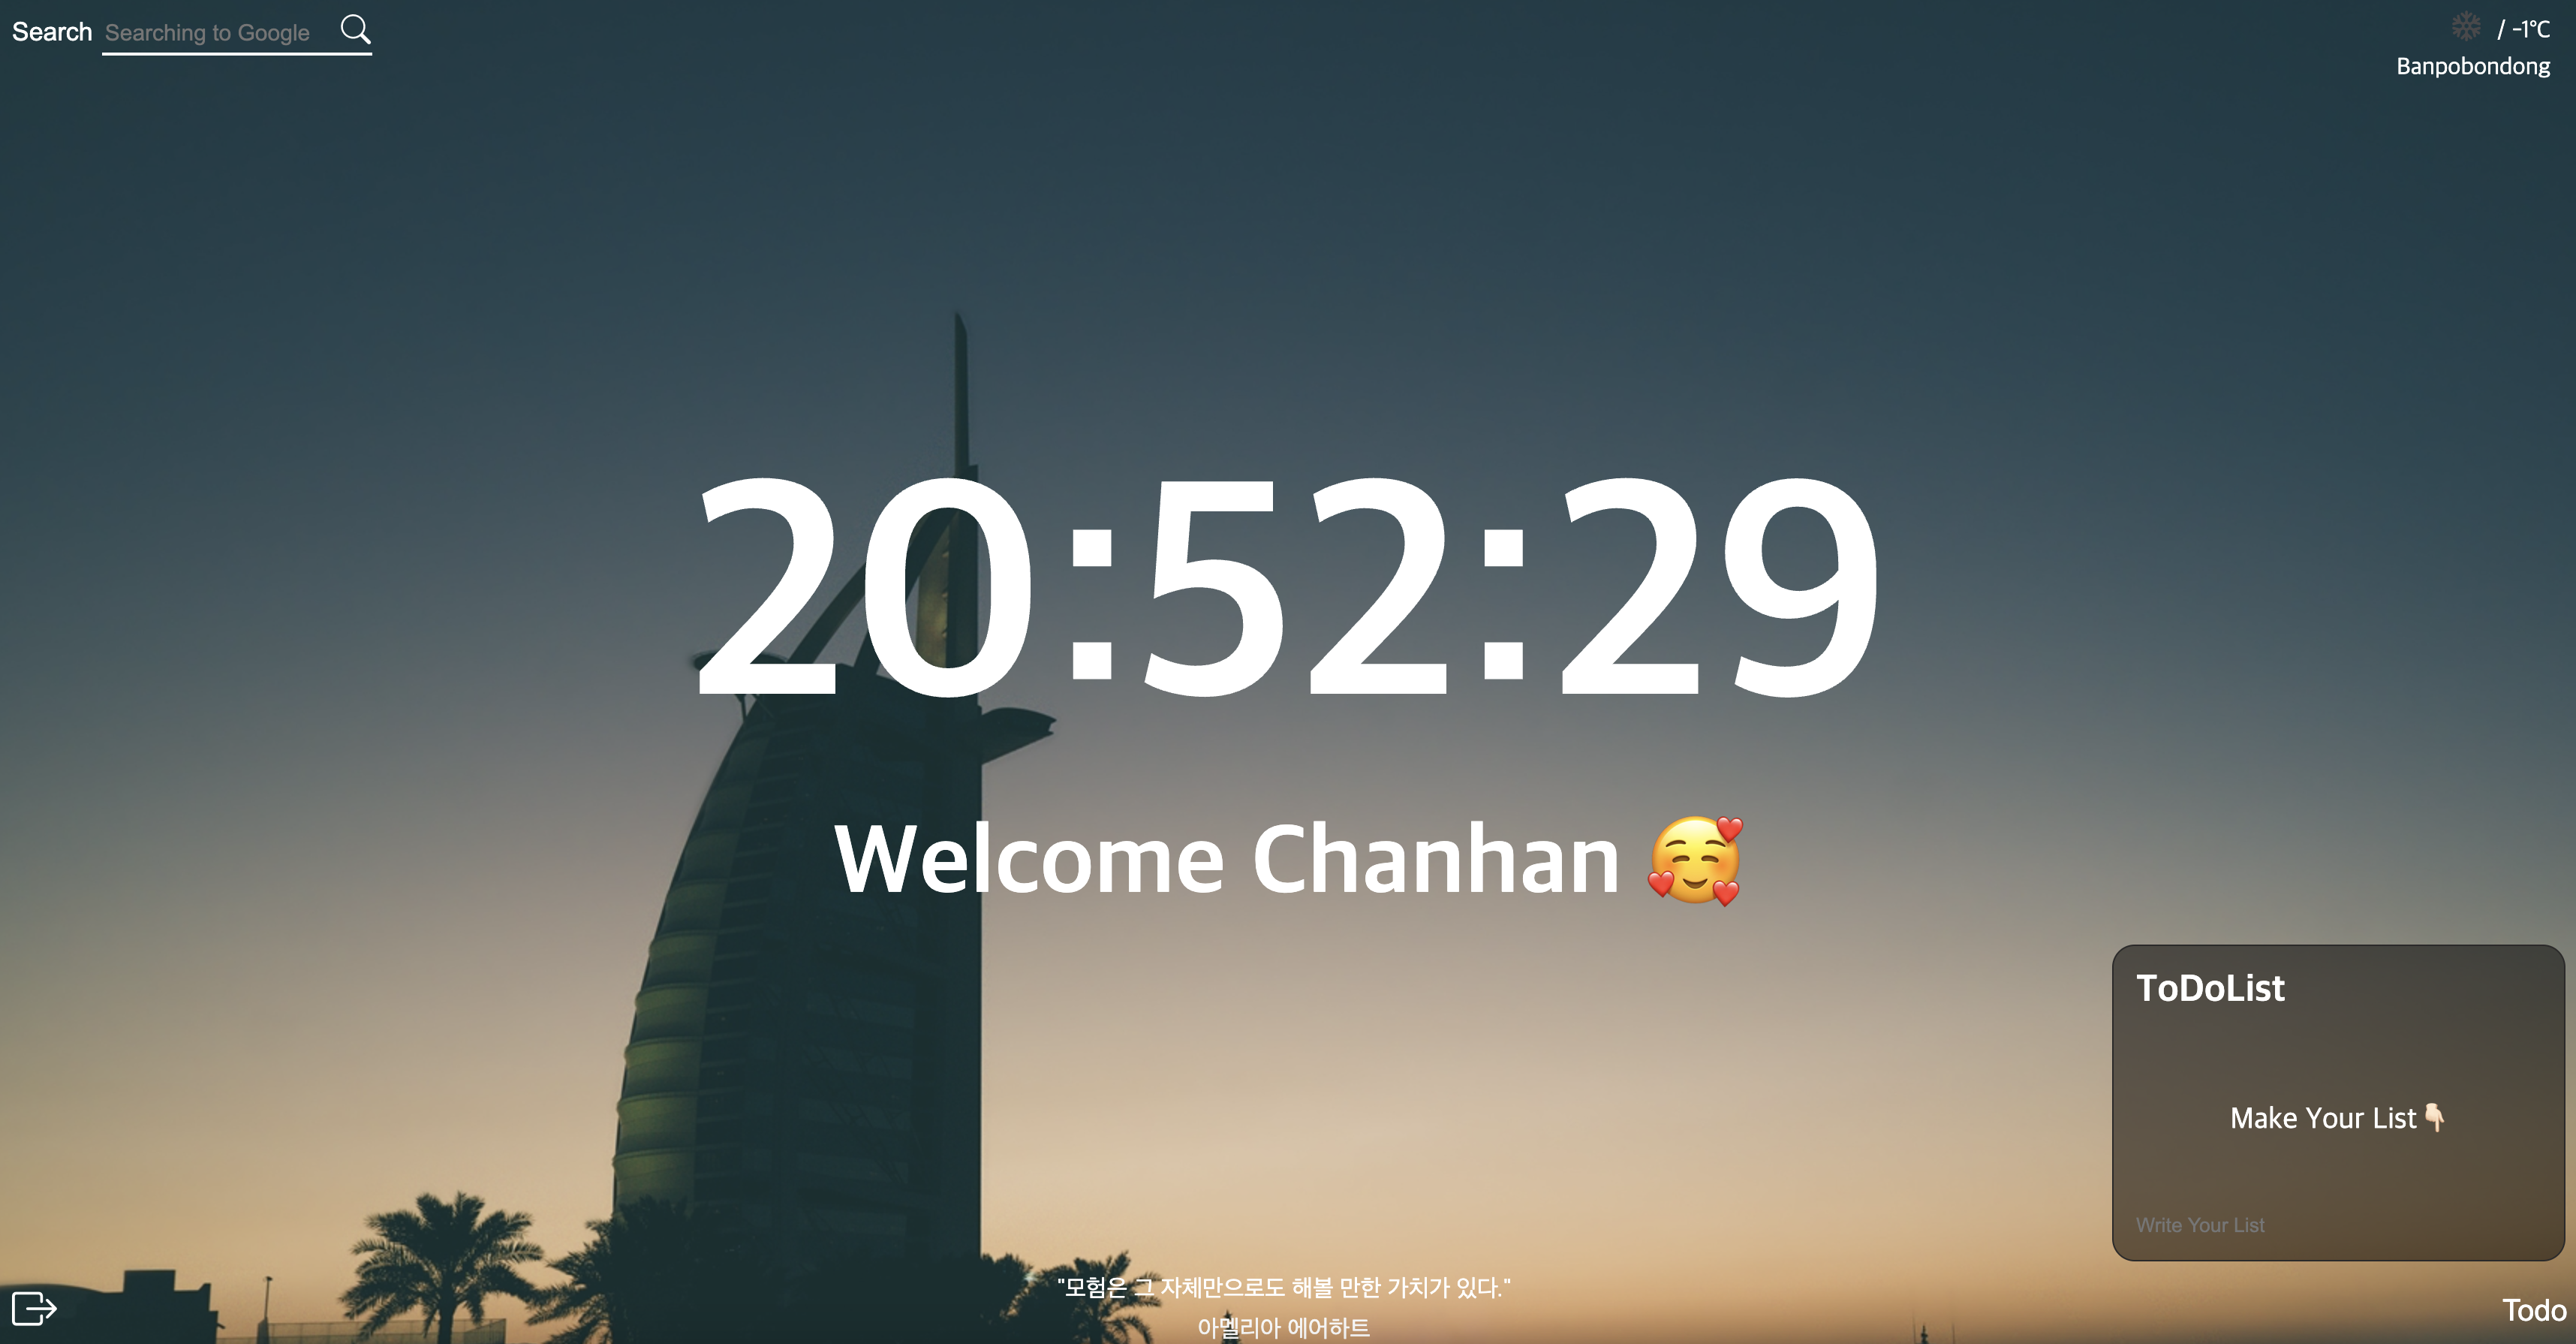 Search Searching to Google
/ -1°C
Banpobondong
20:52:29
Welcome Chanhan 🥰
ToDoList
Make Your List👇🏻
Write Your List
"모험은 그 자체만으로도 해볼 만한 가치가 있다."
아멜리아 에어하트
Todo